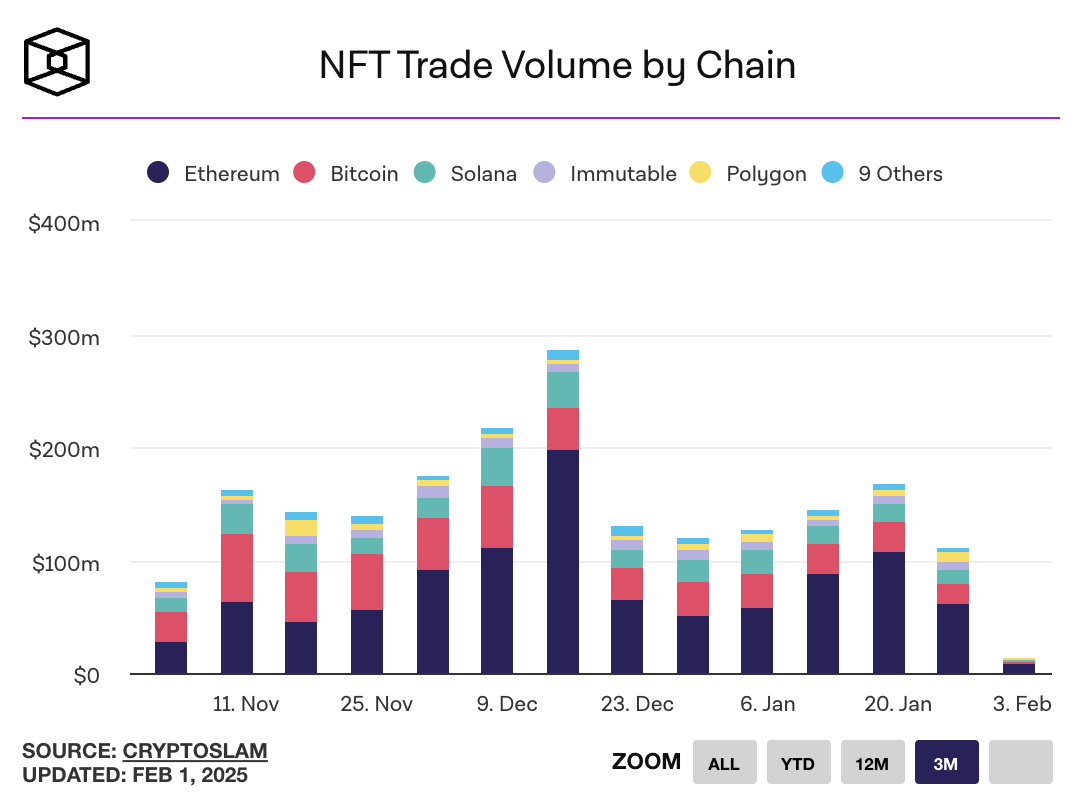 NFT Trade Volume by Chain
Ethereum Bitcoin Solana Immutable Polygon 9 Others
$400m
$300m
$200m
$100m
$0
11. Nov 25. Nov 9. Dec 23. Dec 6. Jan 20. Jan 3. Feb
SOURCE: CRYPTOSLAM
UPDATED: FEB 1, 2025
ZOOM ALL YTD 12M 3M